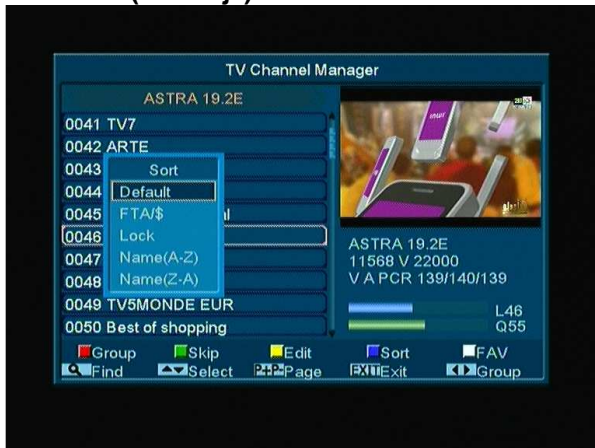 TV Channel Manager
ASTRA 19.2E
0041 TV7
0042 ARTE
0043
0044
0045
0046
0047
0048
0049 TV5MONDE EUR
0050 Best of shopping
Sort
Default
FTA/$
Lock
Name(A-Z)
Name(Z-A)
ASTRA 19.2E
11568 V 22000
V A PCR 139/140/139
L46
Q55
Group Skip Edit Sort FAV
Find Select P+P- Page EXIT Exit Group